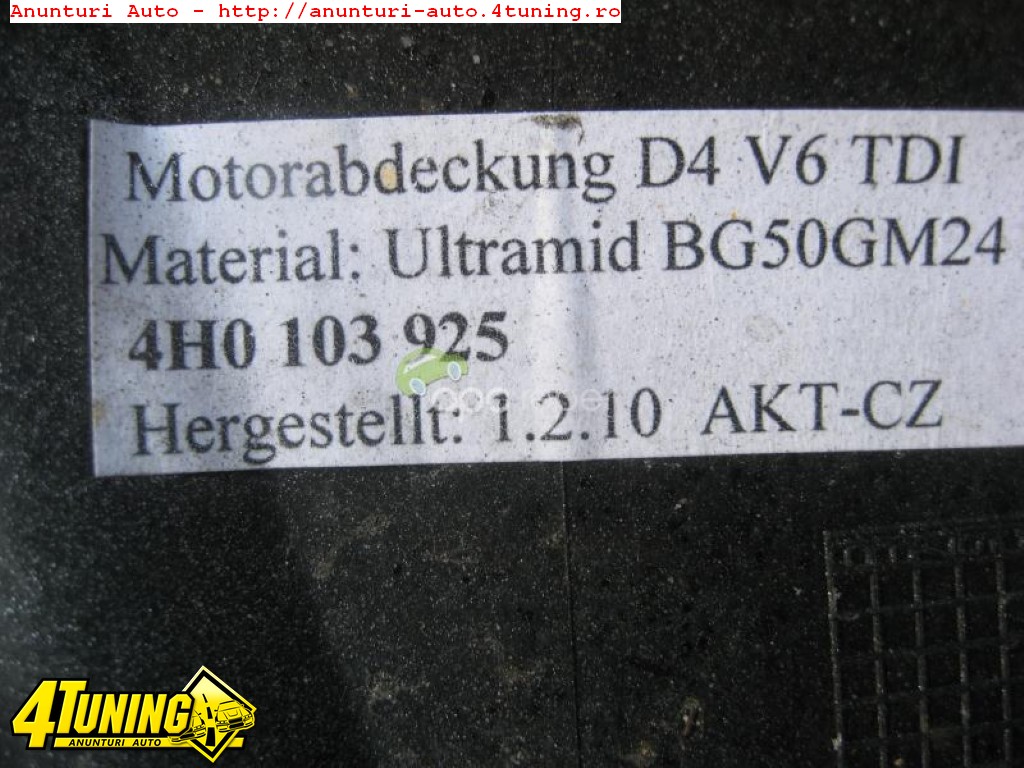 Anunturi Auto - http://anunturi-auto.4tuning.ro
Motorabdeckung D4 V6 TDI
Material: Ultramid BG50GM24
4H0 103 925
Hergestellt: 1.2.10 AKT-CZ
4TUNING
ANUNTURI AUTO